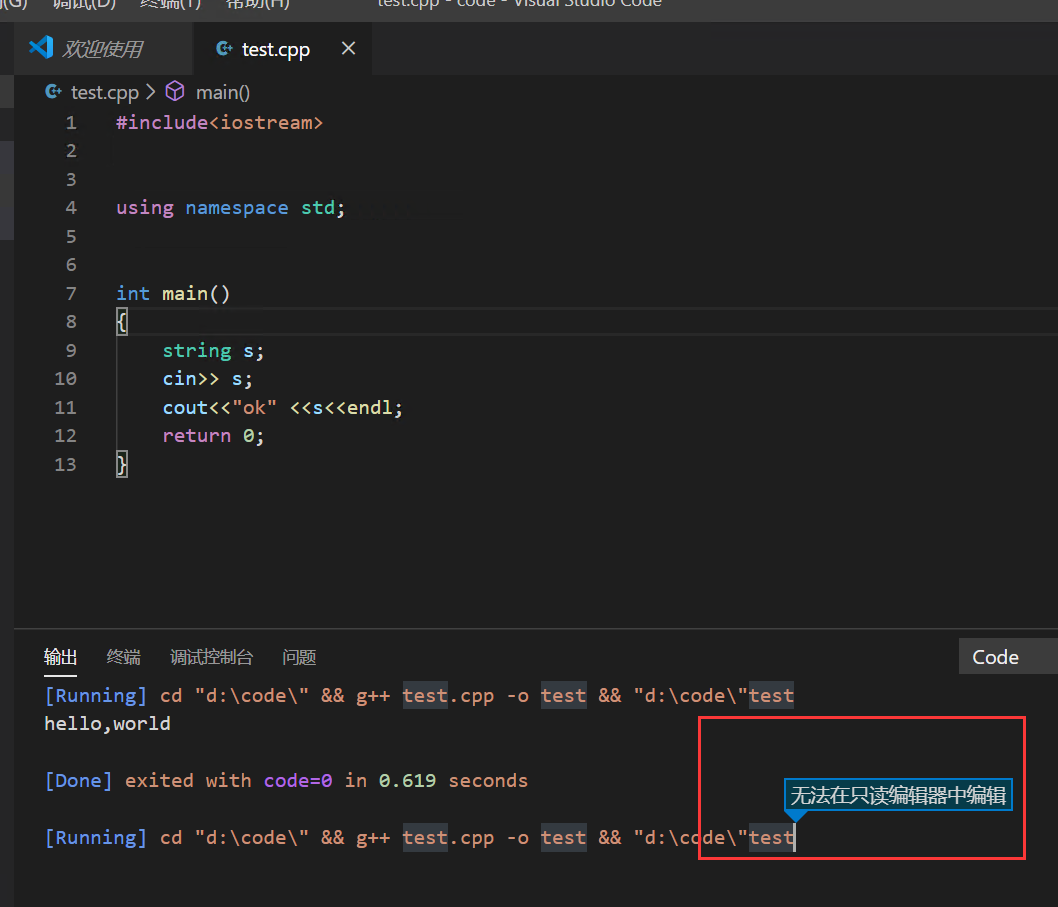 调试(D) 终端(T) 帮助(H) test.cpp - code - Visual Studio Code
欢迎使用 test.cpp
test.cpp main()
1 #include<iostream>
2
3
4 using namespace std;
5
6
7 int main()
8 {
9 string s;
10 cin>> s;
11 cout<<"ok" <<s<<endl;
12 return 0;
13 }
输出 终端 调试控制台 问题 Code
[Running] cd "d:\code\" && g++ test.cpp -o test && "d:\code\"test
hello,world
[Done] exited with code=0 in 0.619 seconds
无法在只读编辑器中编辑
[Running] cd "d:\code\" && g++ test.cpp -o test && "d:\code\"test